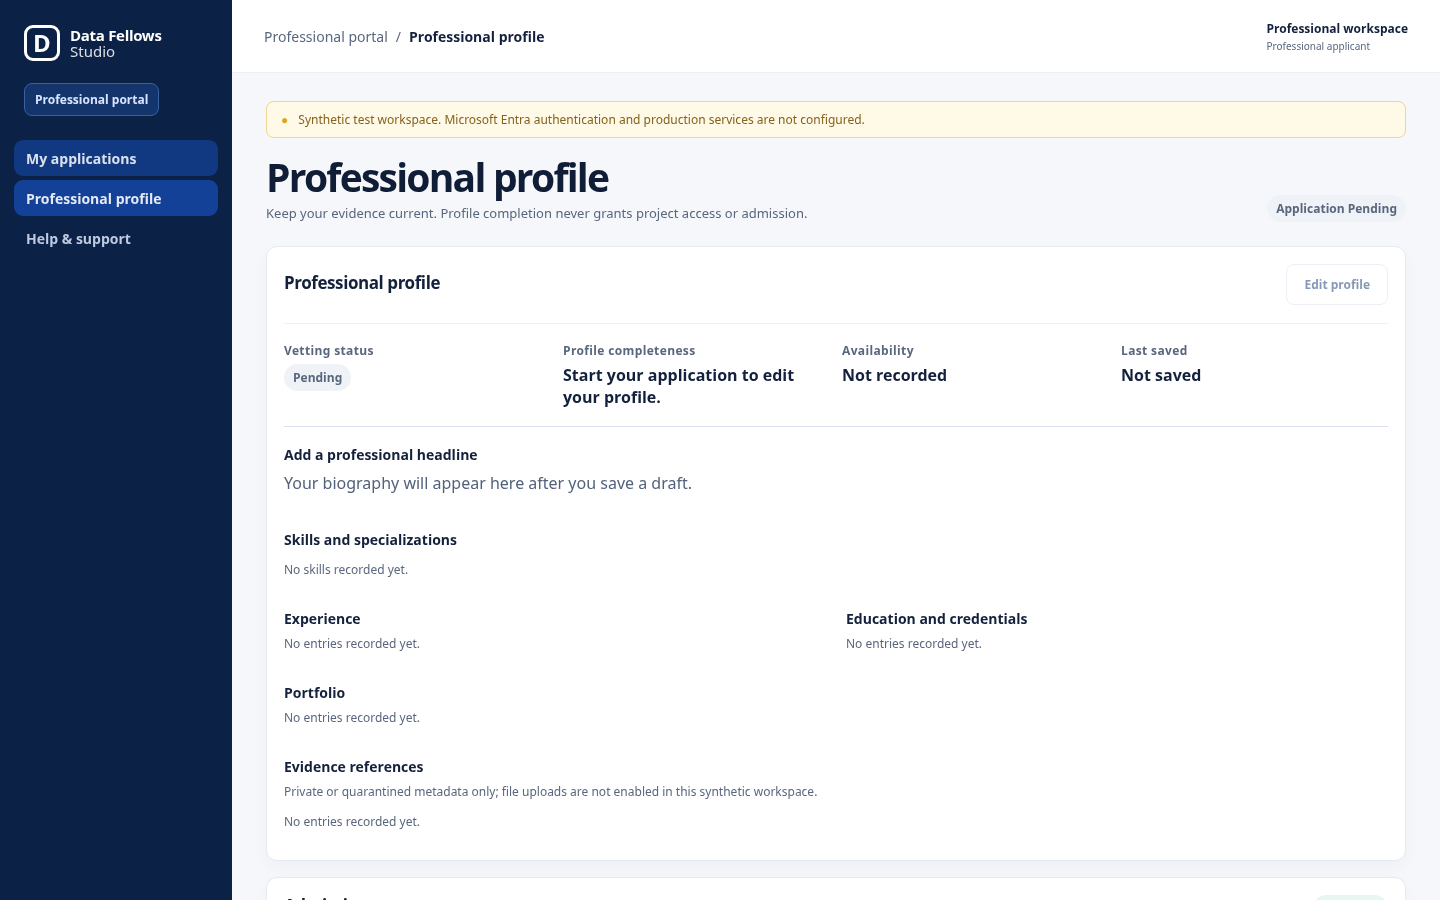 D
Data Fellows
Studio
Professional portal
My applications
Professional profile
Help & support
Professional portal / Professional profile
Professional workspace
Professional applicant
Synthetic test workspace. Microsoft Entra authentication and production services are not configured.
Professional profile
Keep your evidence current. Profile completion never grants project access or admission.
Application Pending
Professional profile
Edit profile
Vetting status
Pending
Profile completeness
Start your application to edit
your profile.
Availability
Not recorded
Last saved
Not saved
Add a professional headline
Your biography will appear here after you save a draft.
Skills and specializations
No skills recorded yet.
Experience
No entries recorded yet.
Education and credentials
No entries recorded yet.
Portfolio
No entries recorded yet.
Evidence references
Private or quarantined metadata only; file uploads are not enabled in this synthetic workspace.
No entries recorded yet.